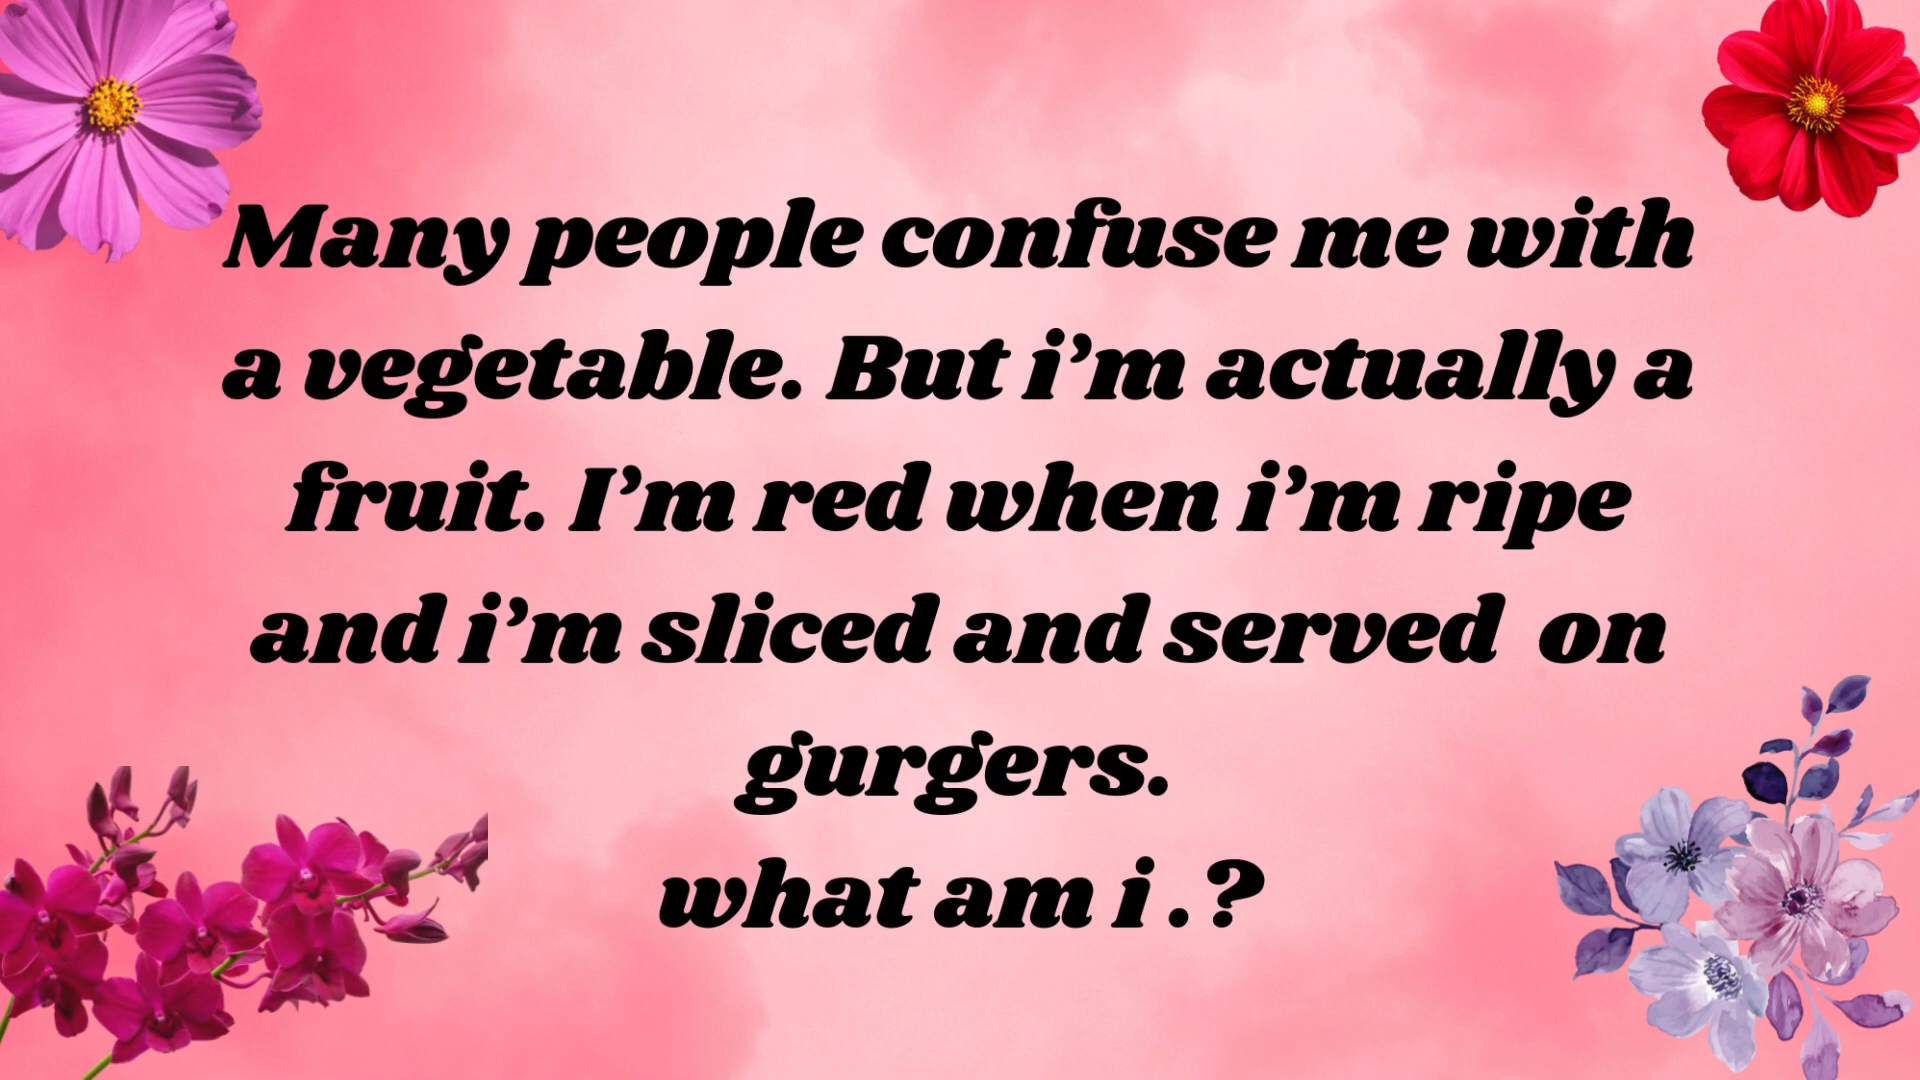 Many people confuse me with
a vegetable. But i’m actually a
fruit. I’m red when i’m ripe
and i’m sliced and served on
gurgers.
what am i .?